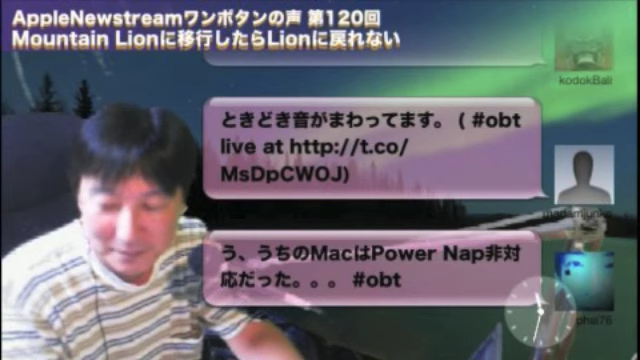 AppleNewstreamワンボタンの声 第120回
Mountain Lionに移行したらLionに戻れない
kodokBali
ときどき音がまわってます。 ( #obt
live at http://t.co/
MsDpCWOJ)
madamjunko
う、うちのMacはPower Nap非対
応だった。。。 #obt
phai76